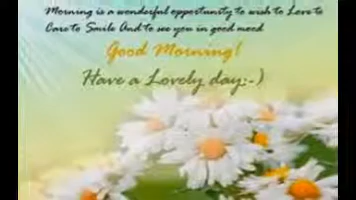 Morning is a wonderful opportunity to wish to Love to
Care to Smile And to see you in good mood
Good Morning!
Have a Lovely day:-)